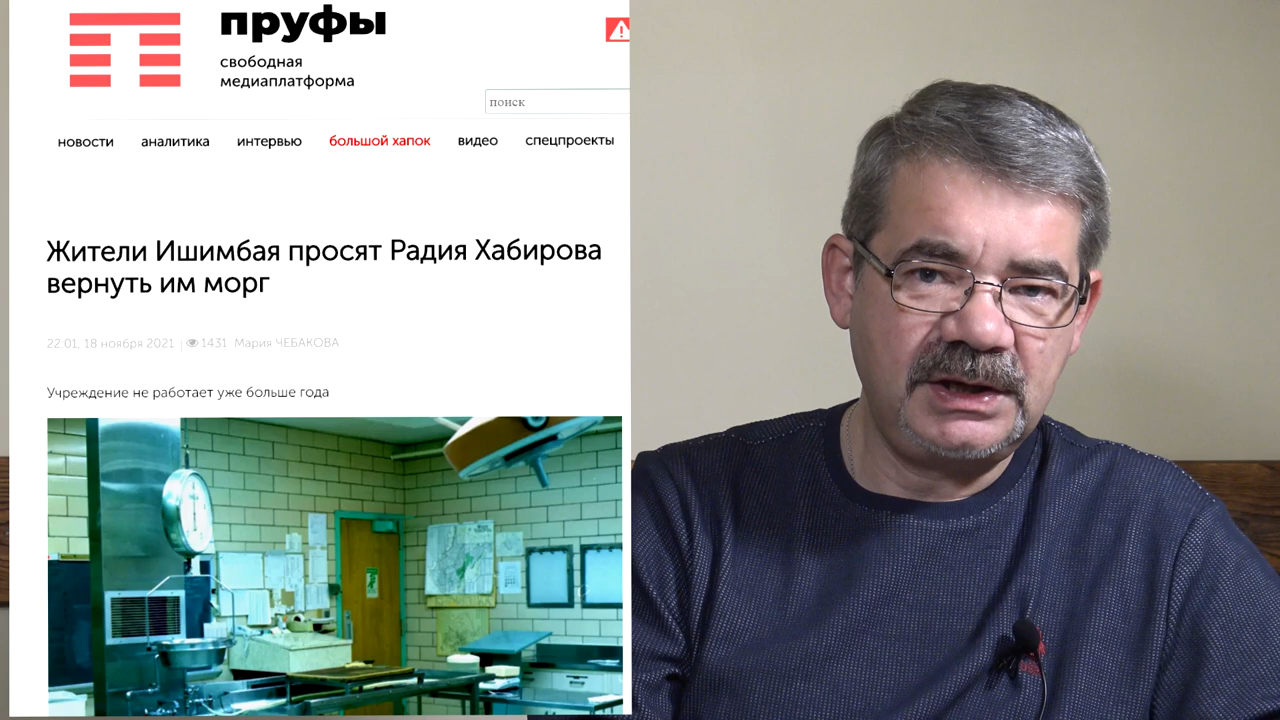 пруфы
свободная
медиаплатформа
поиск
новости аналитика интервью большой хапок видео спецпроекты
Жители Ишимбая просят Радия Хабирова
вернуть им морг
22:01, 18 ноября 2021 | 1431 Мария ЧЕБАКОВА
Учреждение не работает уже больше года